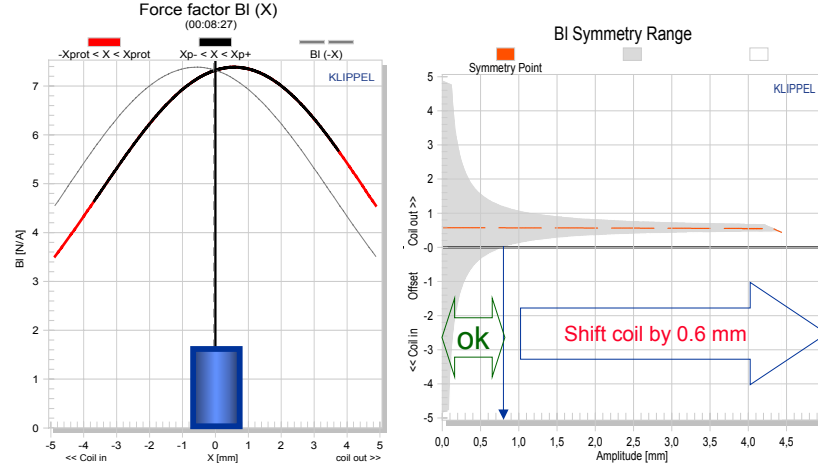 Force factor Bl (X)
(00:08:27)
-Xprot < X < Xprot Xp- < X < Xp+ Bl (-X)
KLIPPEL
Bl [N/A]
7
6
5
4
3
2
1
0
-5 -4 -3 -2 -1 0 1 2 3 4 5
<< Coil in X [mm] coil out >>
Bl Symmetry Range
Symmetry Point
KLIPPEL
<< Coil in Offset Coil out >>
5
4
3
2
1
-0
-1
-2
-3
-4
-5
ok
Shift coil by 0.6 mm
0,0 0,5 1,0 1,5 2,0 2,5 3,0 3,5 4,0 4,5
Amplitude [mm]